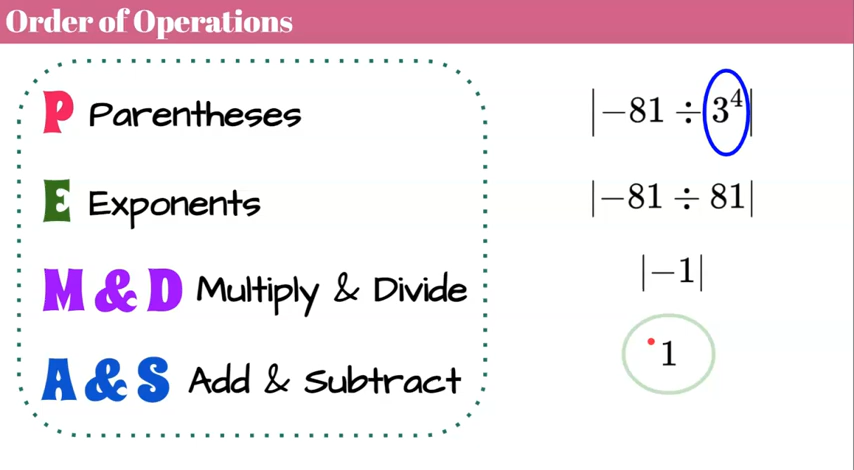 Order of Operations
P Parentheses
E Exponents
M & D Multiply & Divide
A & S Add & Subtract
|−81 ÷ 3⁴|
|−81 ÷ 81|
|−1|
1